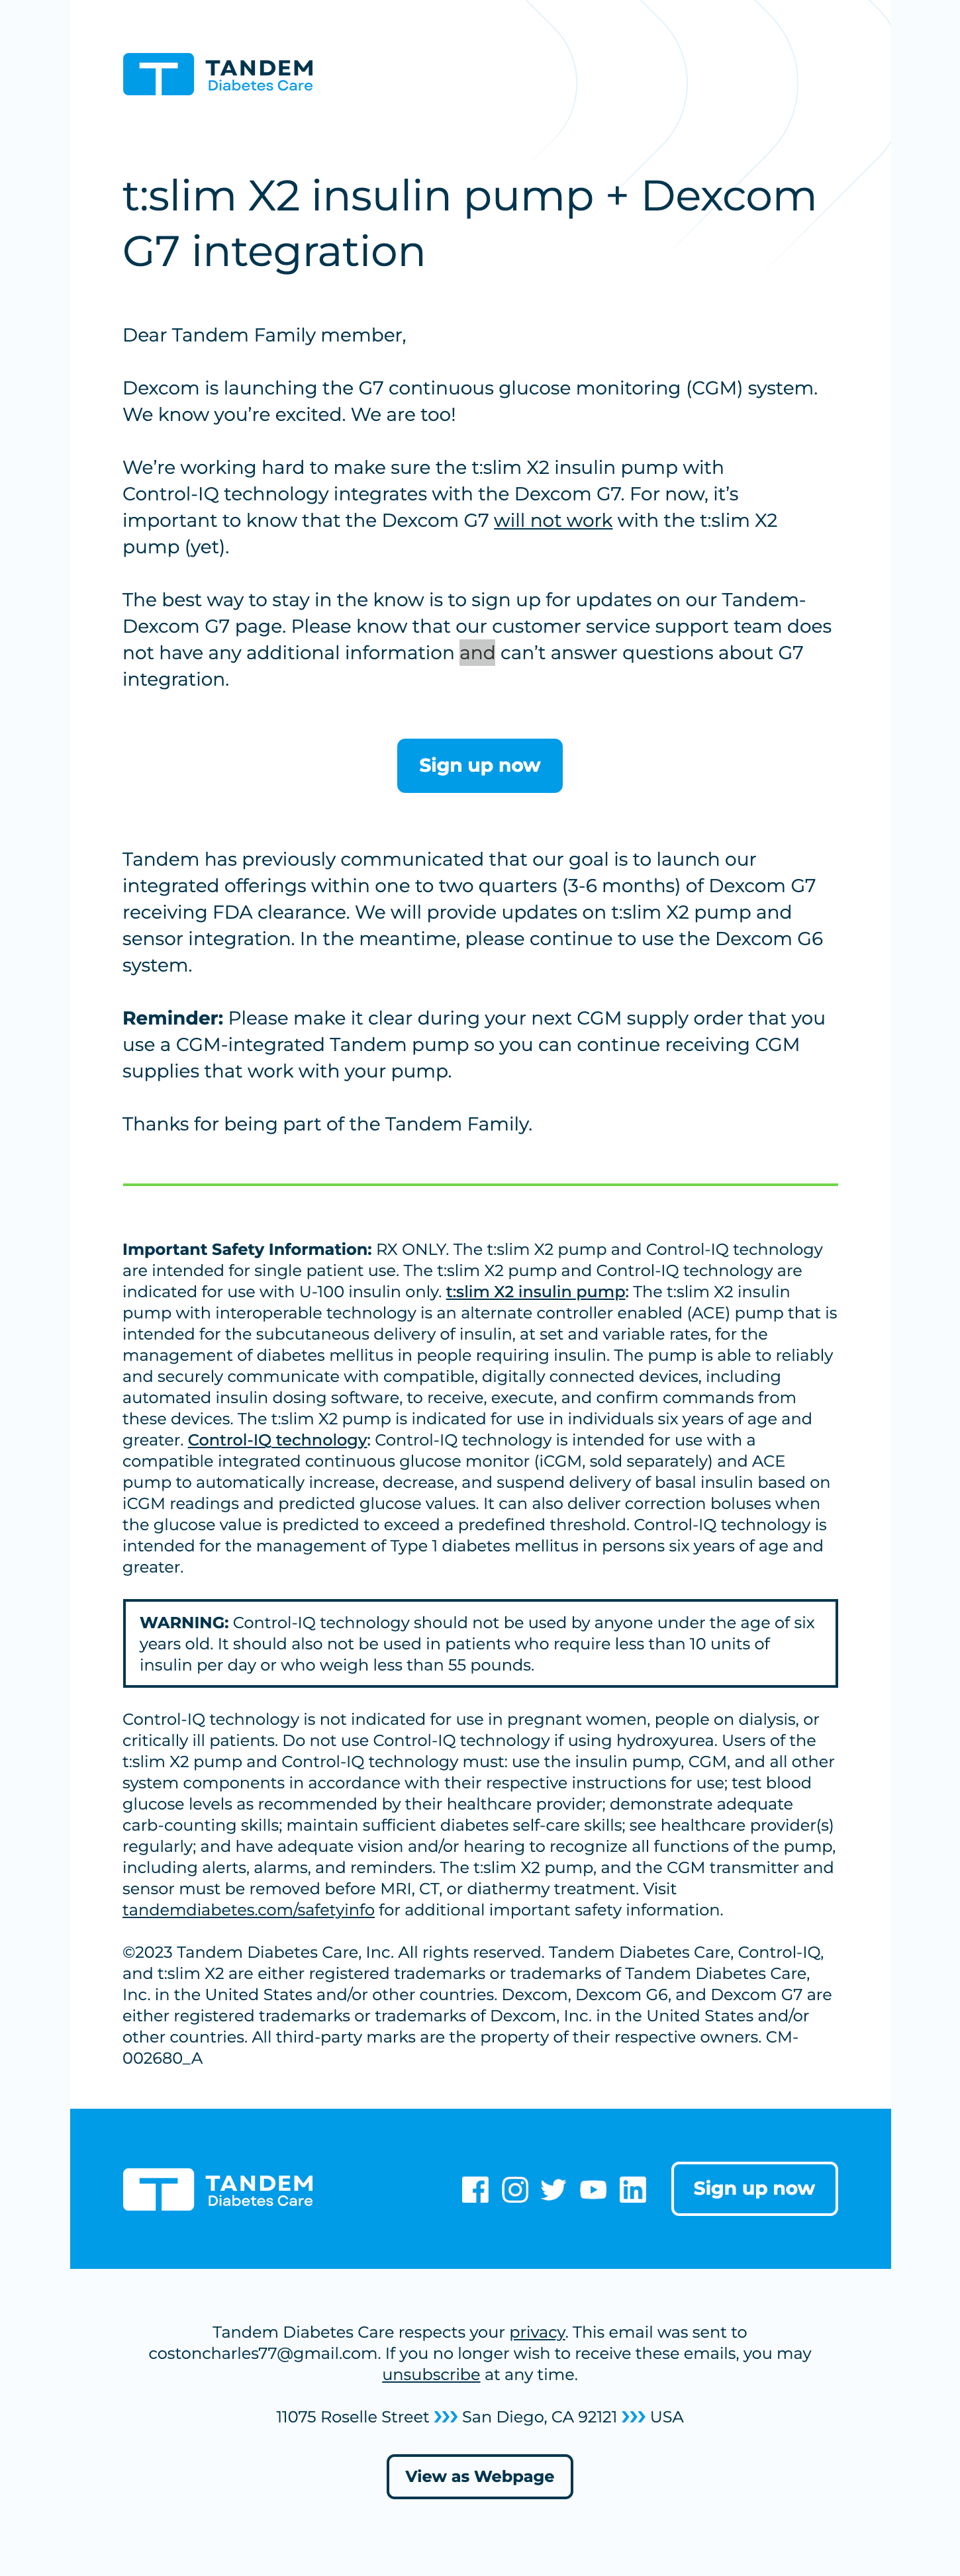 TANDEM
Diabetes Care
t:slim X2 insulin pump + Dexcom
G7 integration
Dear Tandem Family member,
Dexcom is launching the G7 continuous glucose monitoring (CGM) system.
We know you’re excited. We are too!
We’re working hard to make sure the t:slim X2 insulin pump with
Control-IQ technology integrates with the Dexcom G7. For now, it’s
important to know that the Dexcom G7 will not work with the t:slim X2
pump (yet).
The best way to stay in the know is to sign up for updates on our Tandem-
Dexcom G7 page. Please know that our customer service support team does
not have any additional information and can’t answer questions about G7
integration.
Sign up now
Tandem has previously communicated that our goal is to launch our
integrated offerings within one to two quarters (3-6 months) of Dexcom G7
receiving FDA clearance. We will provide updates on t:slim X2 pump and
sensor integration. In the meantime, please continue to use the Dexcom G6
system.
Reminder: Please make it clear during your next CGM supply order that you
use a CGM-integrated Tandem pump so you can continue receiving CGM
supplies that work with your pump.
Thanks for being part of the Tandem Family.
Important Safety Information: RX ONLY. The t:slim X2 pump and Control-IQ technology
are intended for single patient use. The t:slim X2 pump and Control-IQ technology are
indicated for use with U-100 insulin only. t:slim X2 insulin pump: The t:slim X2 insulin
pump with interoperable technology is an alternate controller enabled (ACE) pump that is
intended for the subcutaneous delivery of insulin, at set and variable rates, for the
management of diabetes mellitus in people requiring insulin. The pump is able to reliably
and securely communicate with compatible, digitally connected devices, including
automated insulin dosing software, to receive, execute, and confirm commands from
these devices. The t:slim X2 pump is indicated for use in individuals six years of age and
greater. Control-IQ technology: Control-IQ technology is intended for use with a
compatible integrated continuous glucose monitor (iCGM, sold separately) and ACE
pump to automatically increase, decrease, and suspend delivery of basal insulin based on
iCGM readings and predicted glucose values. It can also deliver correction boluses when
the glucose value is predicted to exceed a predefined threshold. Control-IQ technology is
intended for the management of Type 1 diabetes mellitus in persons six years of age and
greater.
WARNING: Control-IQ technology should not be used by anyone under the age of six
years old. It should also not be used in patients who require less than 10 units of
insulin per day or who weigh less than 55 pounds.
Control-IQ technology is not indicated for use in pregnant women, people on dialysis, or
critically ill patients. Do not use Control-IQ technology if using hydroxyurea. Users of the
t:slim X2 pump and Control-IQ technology must: use the insulin pump, CGM, and all other
system components in accordance with their respective instructions for use; test blood
glucose levels as recommended by their healthcare provider; demonstrate adequate
carb-counting skills; maintain sufficient diabetes self-care skills; see healthcare provider(s)
regularly; and have adequate vision and/or hearing to recognize all functions of the pump,
including alerts, alarms, and reminders. The t:slim X2 pump, and the CGM transmitter and
sensor must be removed before MRI, CT, or diathermy treatment. Visit
tandemdiabetes.com/safetyinfo for additional important safety information.
©2023 Tandem Diabetes Care, Inc. All rights reserved. Tandem Diabetes Care, Control-IQ,
and t:slim X2 are either registered trademarks or trademarks of Tandem Diabetes Care,
Inc. in the United States and/or other countries. Dexcom, Dexcom G6, and Dexcom G7 are
either registered trademarks or trademarks of Dexcom, Inc. in the United States and/or
other countries. All third-party marks are the property of their respective owners. CM-
002680_A
TANDEM
Diabetes Care
Sign up now
Tandem Diabetes Care respects your privacy. This email was sent to
costoncharles77@gmail.com. If you no longer wish to receive these emails, you may
unsubscribe at any time.
11075 Roselle Street ››› San Diego, CA 92121 ››› USA
View as Webpage